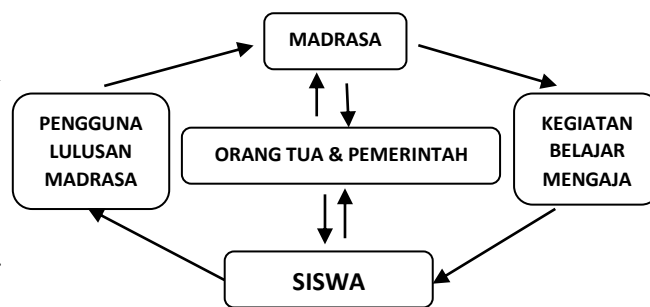 MADRASA
PENGGUNA
LULUSAN
MADRASA
ORANG TUA & PEMERINTAH
KEGIATAN
BELAJAR
MENGAJA
SISWA